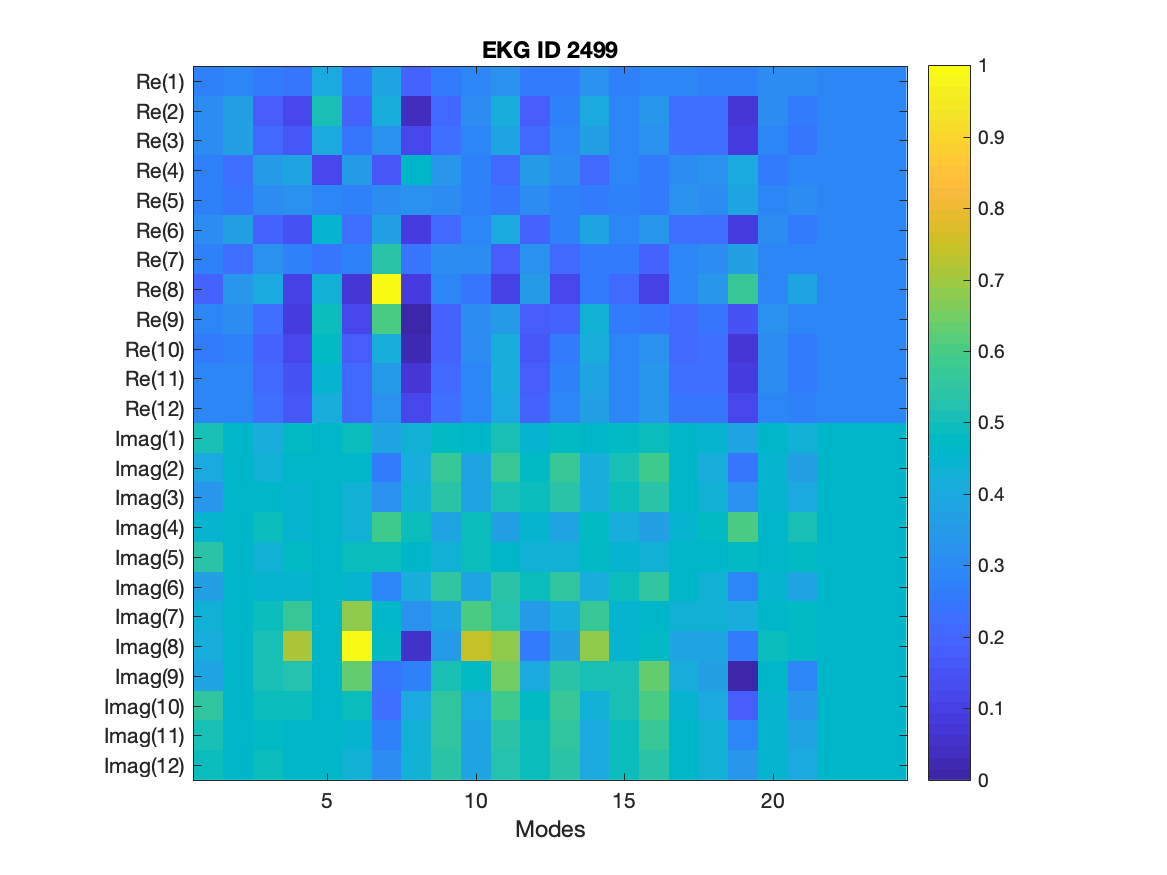 EKG ID 2499
Re(1)
Re(2)
Re(3)
Re(4)
Re(5)
Re(6)
Re(7)
Re(8)
Re(9)
Re(10)
Re(11)
Re(12)
Imag(1)
Imag(2)
Imag(3)
Imag(4)
Imag(5)
Imag(6)
Imag(7)
Imag(8)
Imag(9)
Imag(10)
Imag(11)
Imag(12)
5 10 15 20
Modes
1
0.9
0.8
0.7
0.6
0.5
0.4
0.3
0.2
0.1
0